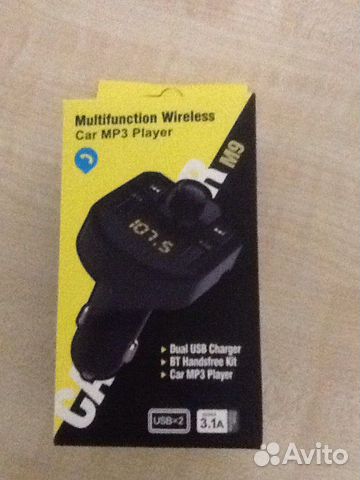 Multifunction Wireless
Car MP3 Player
CAR M9
107.5
Dual USB Charger
BT Handsfree Kit
Car MP3 Player
USB×2
3.1A
Avito